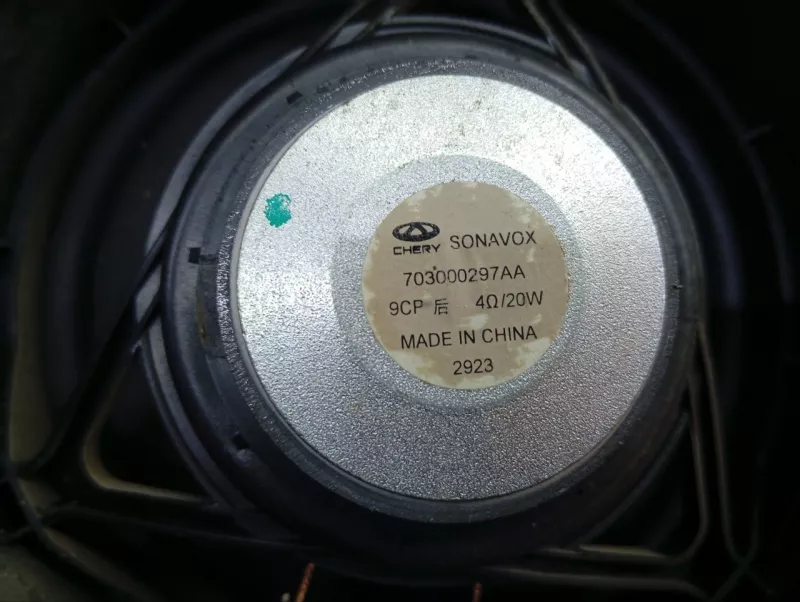 CHERY SONAVOX
703000297AA
9CP 后 4Ω/20W
MADE IN CHINA
2923